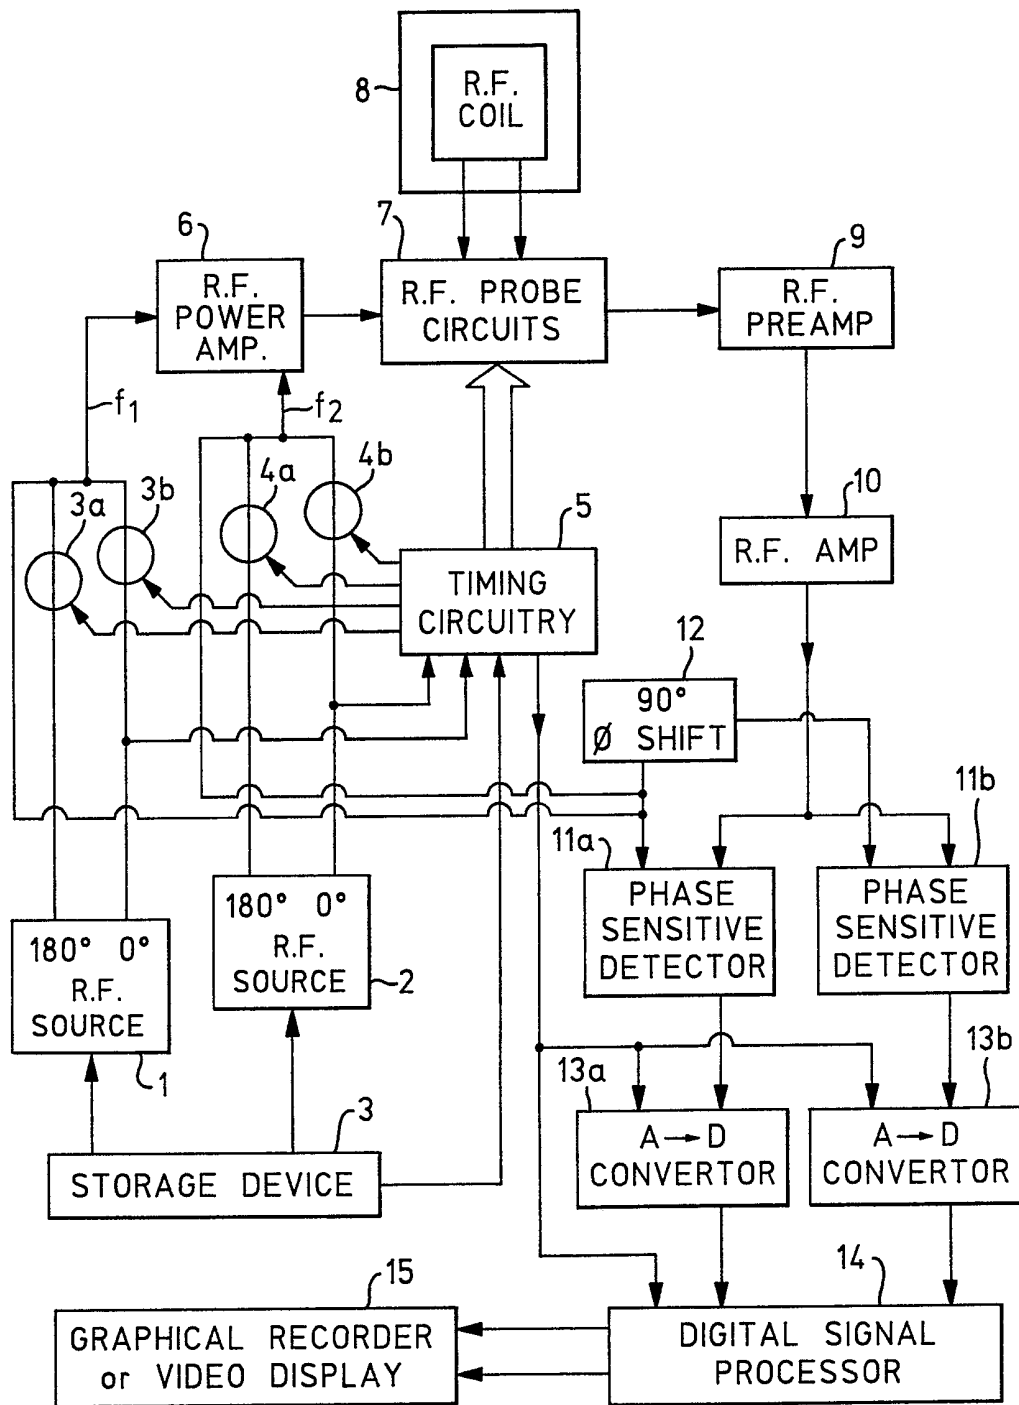 8
R.F.
COIL
6
R.F.
POWER
AMP.
7
R.F. PROBE
CIRCUITS
9
R.F.
PREAMP
f1
f2
3a
3b
4a
4b
5
TIMING
CIRCUITRY
10
R.F. AMP
12
90°
Ø SHIFT
11a
PHASE
SENSITIVE
DETECTOR
11b
PHASE
SENSITIVE
DETECTOR
180° 0°
R.F.
SOURCE
1
180° 0°
R.F.
SOURCE
2
3
STORAGE DEVICE
13a
A→D
CONVERTOR
13b
A→D
CONVERTOR
14
DIGITAL SIGNAL
PROCESSOR
15
GRAPHICAL RECORDER
or VIDEO DISPLAY